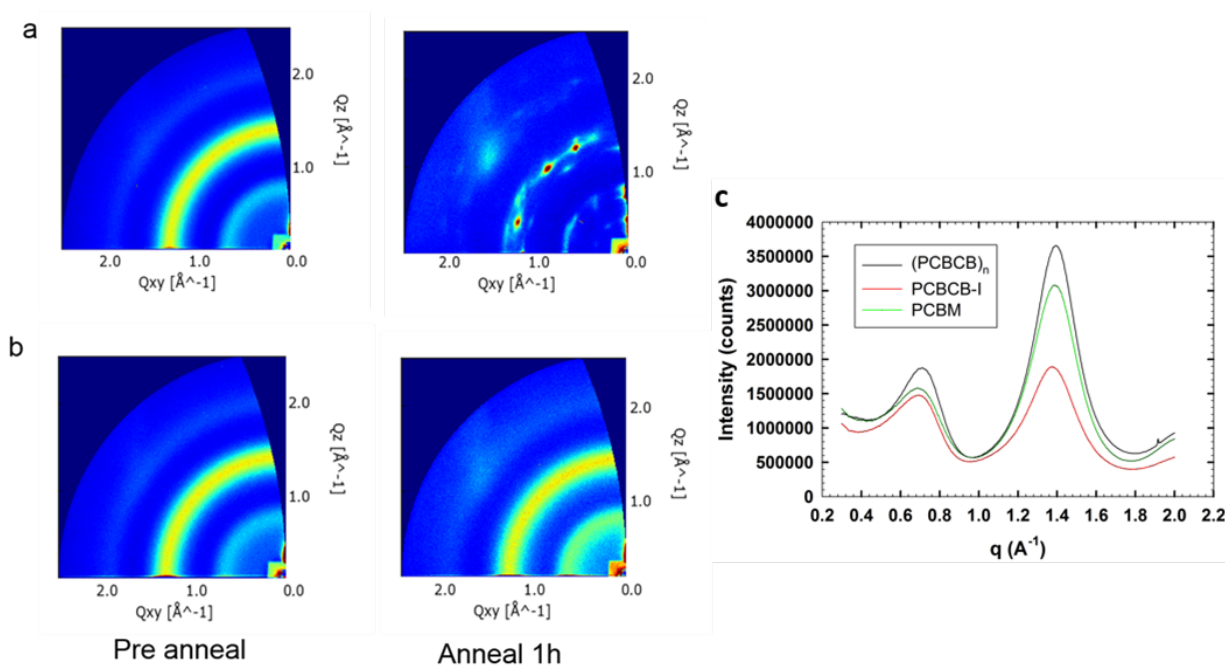 a
2.0
1.0
0.0
Qz [Å^-1]
2.0
1.0
Qxy [Å^-1]
2.0
1.0
0.0
Qz [Å^-1]
2.0
1.0
Qxy [Å^-1]
b
2.0
1.0
0.0
Qz [Å^-1]
2.0
1.0
Qxy [Å^-1]
Pre anneal
2.0
1.0
0.0
Qz [Å^-1]
2.0
1.0
Qxy [Å^-1]
Anneal 1h
c
4000000
3500000
3000000
2500000
2000000
1500000
1000000
500000
0
Intensity (counts)
(PCBCB)n
PCBCB-I
PCBM
0.2 0.4 0.6 0.8 1.0 1.2 1.4 1.6 1.8 2.0 2.2
q (A-1)